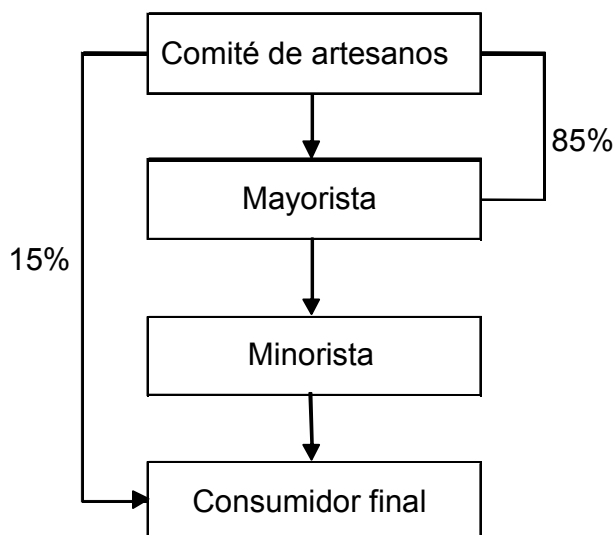 Comité de artesanos
85%
Mayorista
15%
Minorista
Consumidor final